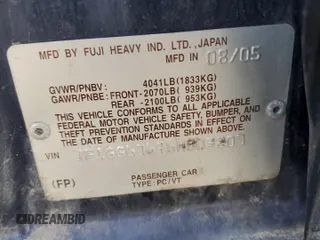 MFD BY FUJI HEAVY IND. LTD., JAPAN
08/05
GVWR/PNBV: 4041LB(1833KG)
GAWR/PNBE: FRONT-2070LB( 939KG)
REAR -2100LB( 953KG)
THIS VEHICLE CONFORMS TO ALL APPLICABLE
FEDERAL MOTOR VEHICLE SAFETY, BUMPER, AND
THEFT PREVENTION STANDARDS IN EFFECT ON
THE DATE OF MANUFACTURE SHOWN ABOVE.
VIN
PASSENGER CAR
(FP) TYPE: PC/VT
DREAMBID